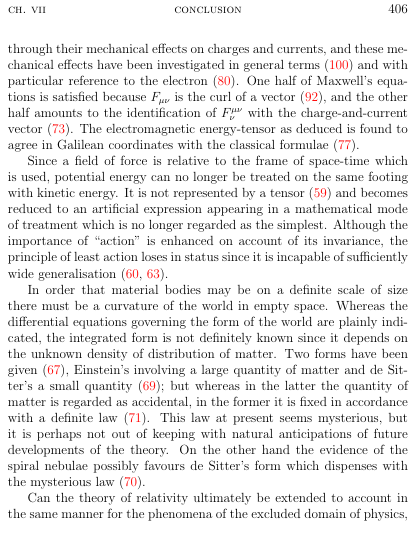 CH. VII CONCLUSION 406
through their mechanical effects on charges and currents, and these me-
chanical effects have been investigated in general terms (100) and with
particular reference to the electron (80). One half of Maxwell's equa-
tions is satisfied because F_{μν} is the curl of a vector (92), and the other
half amounts to the identification of F^{μν}_ν with the charge-and-current
vector (73). The electromagnetic energy-tensor as deduced is found to
agree in Galilean coordinates with the classical formulae (77).
Since a field of force is relative to the frame of space-time which
is used, potential energy can no longer be treated on the same footing
with kinetic energy. It is not represented by a tensor (59) and becomes
reduced to an artificial expression appearing in a mathematical mode
of treatment which is no longer regarded as the simplest. Although the
importance of “action” is enhanced on account of its invariance, the
principle of least action loses in status since it is incapable of sufficiently
wide generalisation (60, 63).
In order that material bodies may be on a definite scale of size
there must be a curvature of the world in empty space. Whereas the
differential equations governing the form of the world are plainly indi-
cated, the integrated form is not definitely known since it depends on
the unknown density of distribution of matter. Two forms have been
given (67), Einstein's involving a large quantity of matter and de Sit-
ter's a small quantity (69); but whereas in the latter the quantity of
matter is regarded as accidental, in the former it is fixed in accordance
with a definite law (71). This law at present seems mysterious, but
it is perhaps not out of keeping with natural anticipations of future
developments of the theory. On the other hand the evidence of the
spiral nebulae possibly favours de Sitter's form which dispenses with
the mysterious law (70).
Can the theory of relativity ultimately be extended to account in
the same manner for the phenomena of the excluded domain of physics,